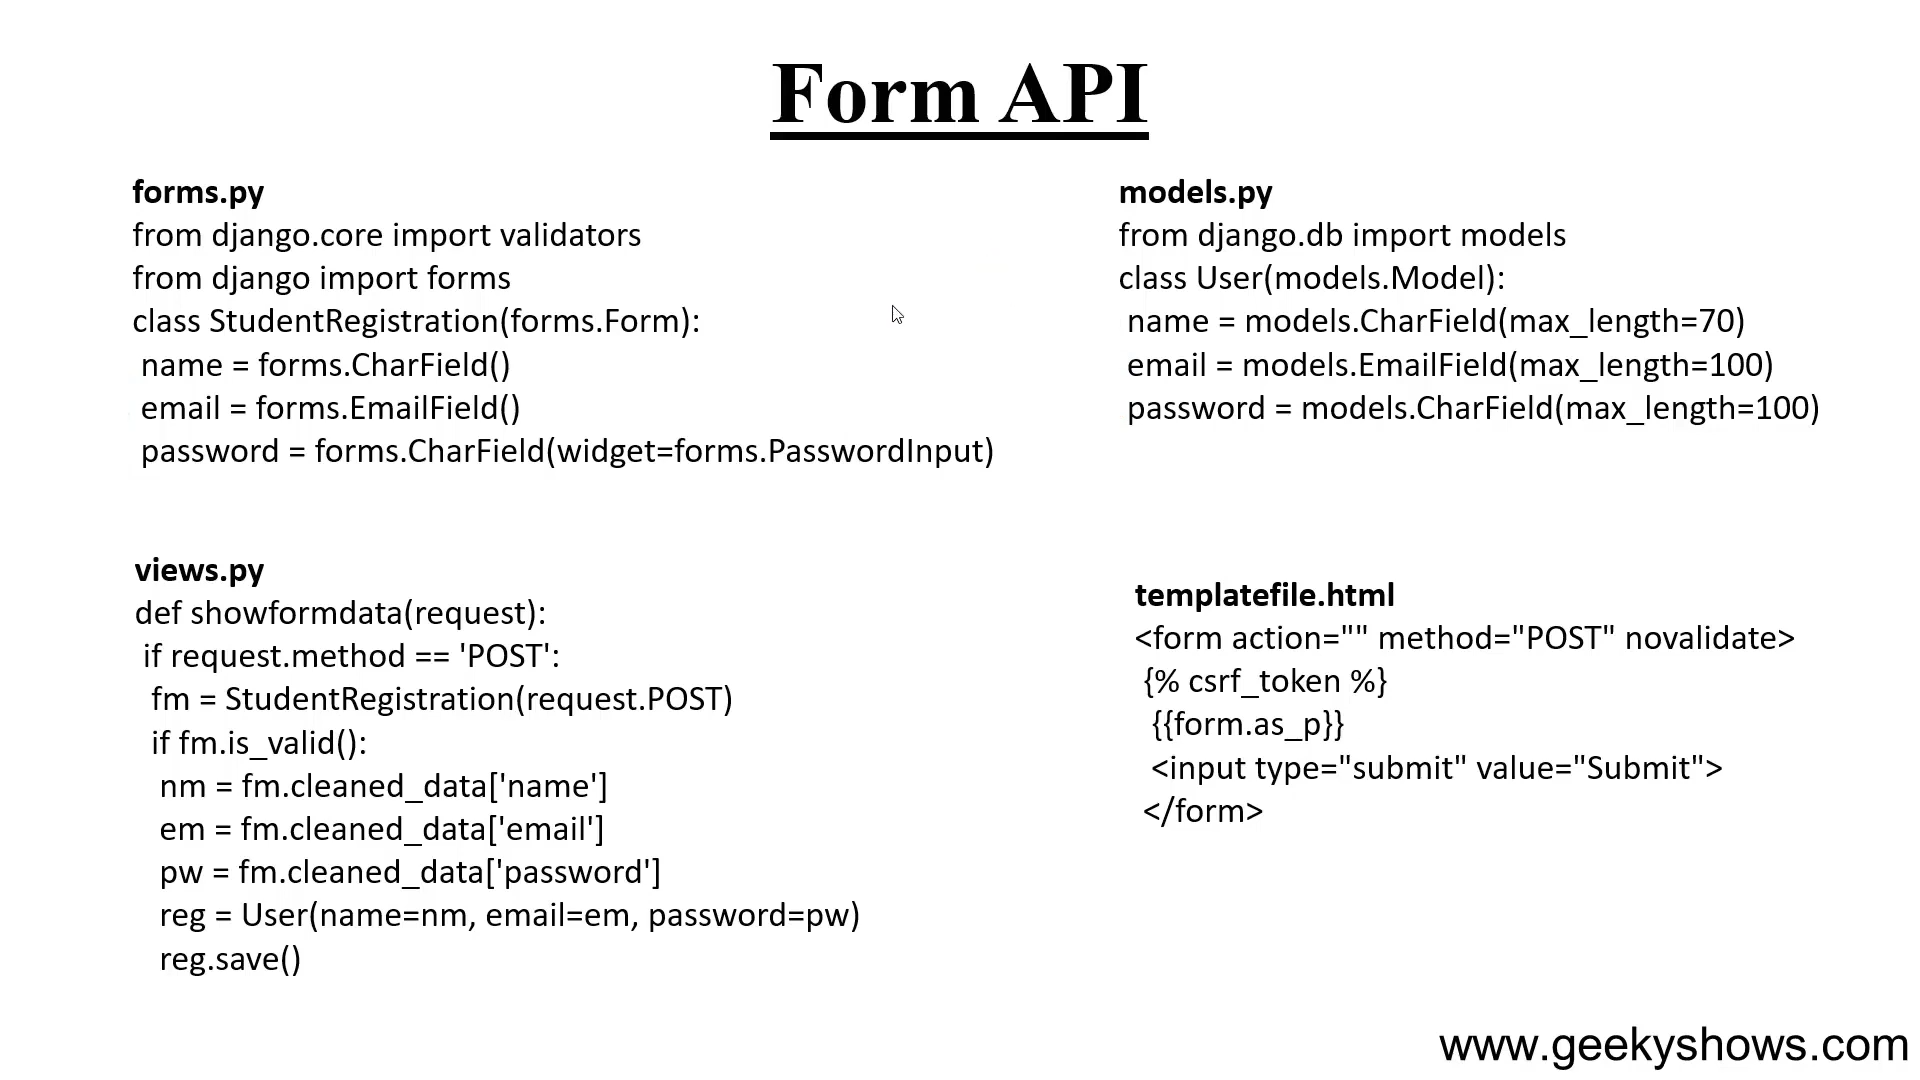 Form API
forms.py
from django.core import validators
from django import forms
class StudentRegistration(forms.Form):
name = forms.CharField()
email = forms.EmailField()
password = forms.CharField(widget=forms.PasswordInput)
models.py
from django.db import models
class User(models.Model):
name = models.CharField(max_length=70)
email = models.EmailField(max_length=100)
password = models.CharField(max_length=100)
views.py
def showformdata(request):
if request.method == 'POST':
fm = StudentRegistration(request.POST)
if fm.is_valid():
nm = fm.cleaned_data['name']
em = fm.cleaned_data['email']
pw = fm.cleaned_data['password']
reg = User(name=nm, email=em, password=pw)
reg.save()
templatefile.html
<form action="" method="POST" novalidate>
{% csrf_token %}
{{form.as_p}}
<input type="submit" value="Submit">
</form>
www.geekyshows.com